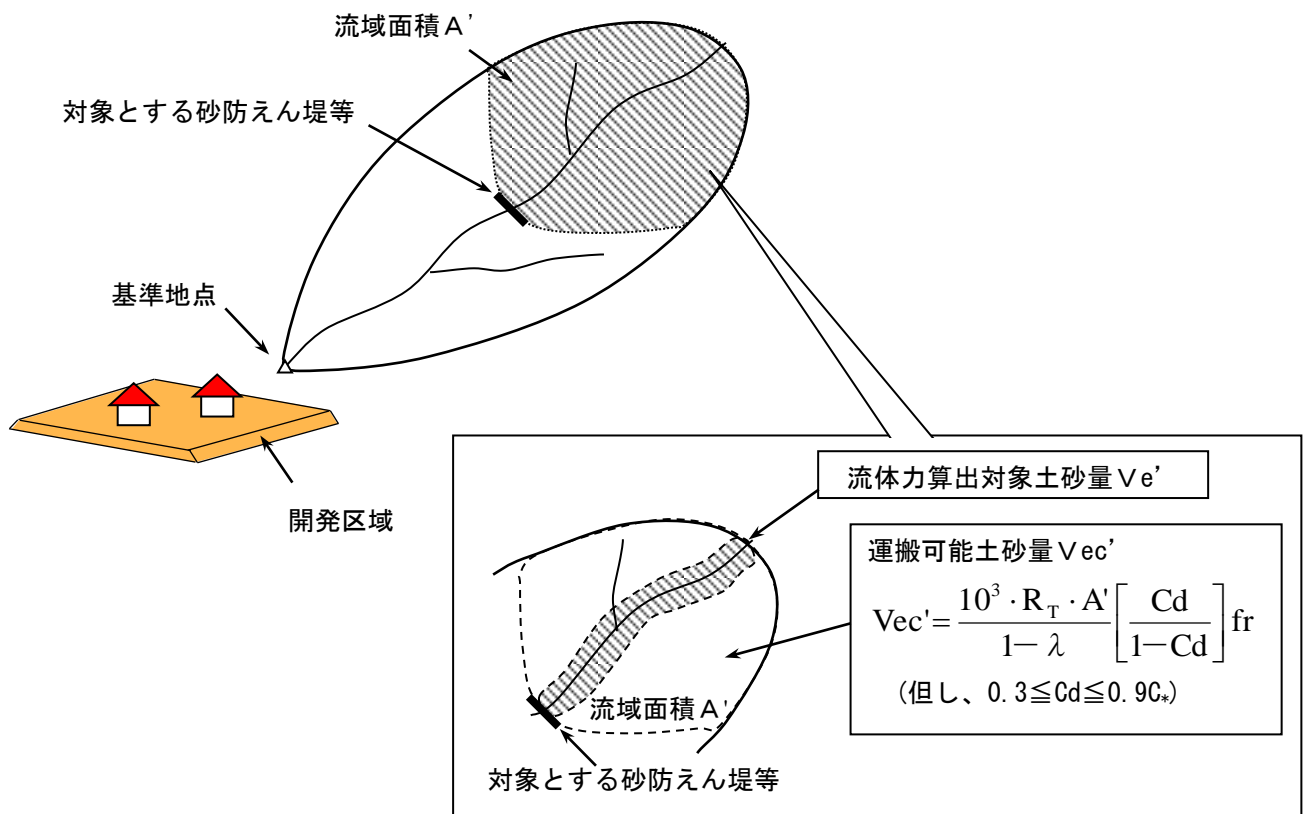 流域面積A'
対象とする砂防えん堤等
基準地点
開発区域
流体力算出対象土砂量Ve’
運搬可能土砂量Vec’
Vec'=\frac{10^3・R_T・A'}{1-λ}[\frac{Cd}{1-Cd}]fr
(但し、0.3≦Cd≦0.9C*)
流域面積A'
対象とする砂防えん堤等